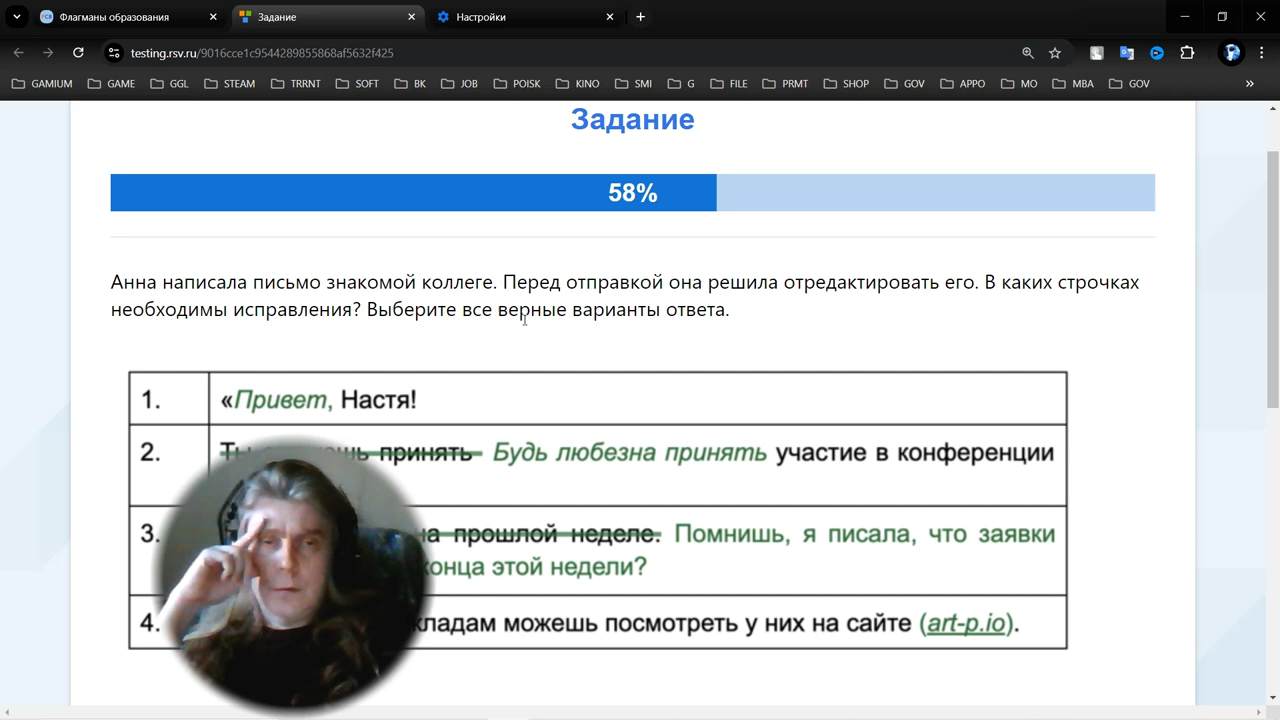 Флагманы образования
Задание
Настройки
testing.rsv.ru/9016cce1c9544289855868af5632f425
GAMIUM GAME GGL STEAM TRRNT SOFT BK JOB POISK KINO SMI G FILE PRMT SHOP GOV APPO MO MBA GOV »
Задание
58%
Анна написала письмо знакомой коллеге. Перед отправкой она решила отредактировать его. В каких строчках
необходимы исправления? Выберите все верные варианты ответа.
1. «Привет, Настя!
2. принять Будь любезна принять участие в конференции
3. прошлой неделе. Помнишь, я писала, что заявки
конца этой недели?
4. можешь посмотреть у них на сайте (art-p.io).